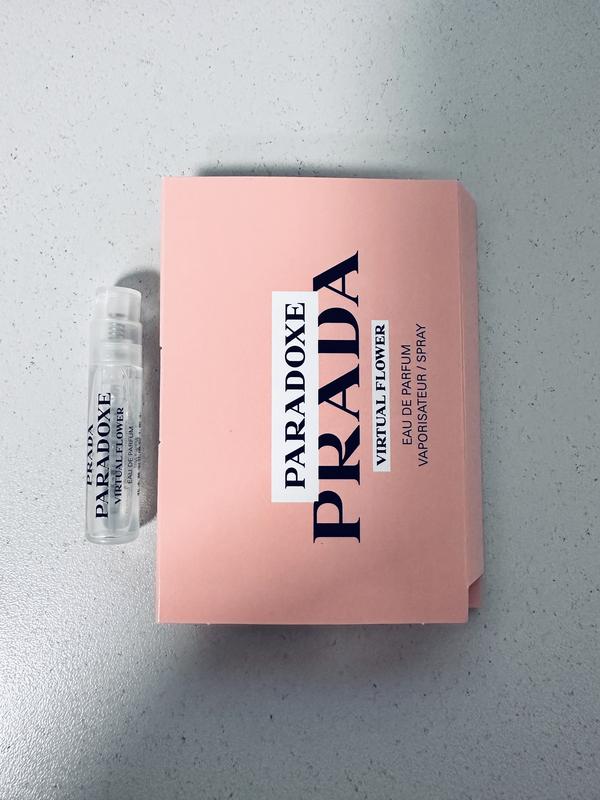 PRADA
PARADOXE
VIRTUAL FLOWER
EAU DE PARFUM
PARADOXE
PRADA
VIRTUAL FLOWER
EAU DE PARFUM
VAPORISATEUR / SPRAY